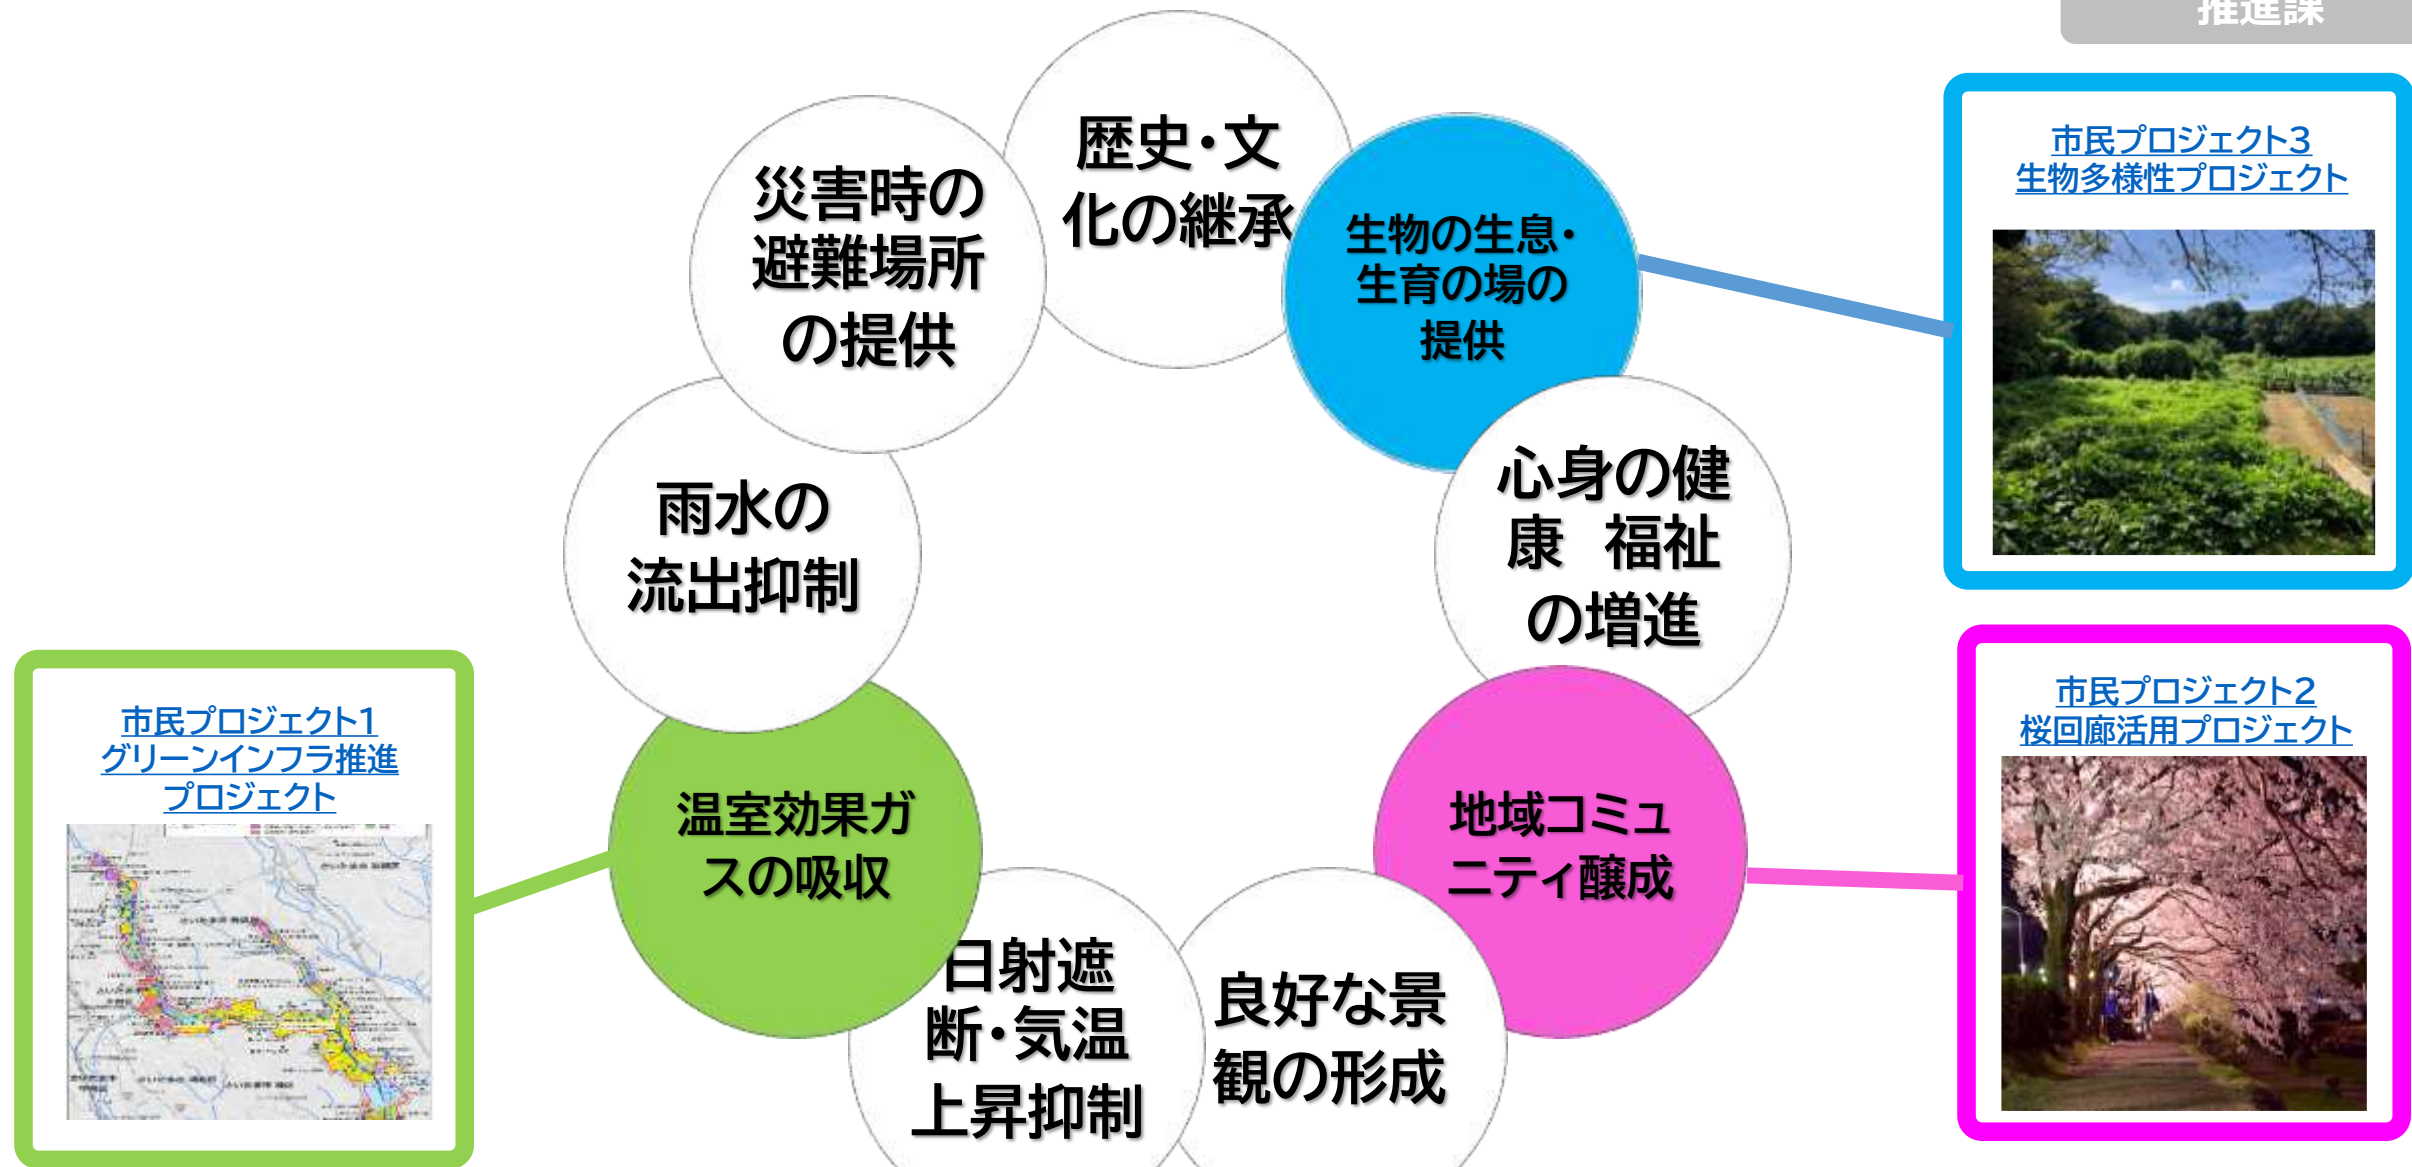 推進課
歴史・文
化の継承
災害時の
避難場所
の提供
生物の生息・
生育の場の
提供
市民プロジェクト3
生物多様性プロジェクト
雨水の
流出抑制
心身の健
康　福祉
の増進
市民プロジェクト1
グリーンインフラ推進
プロジェクト
温室効果ガ
スの吸収
地域コミュ
ニティ醸成
市民プロジェクト2
桜回廊活用プロジェクト
日射遮
断・気温
上昇抑制
良好な景
観の形成